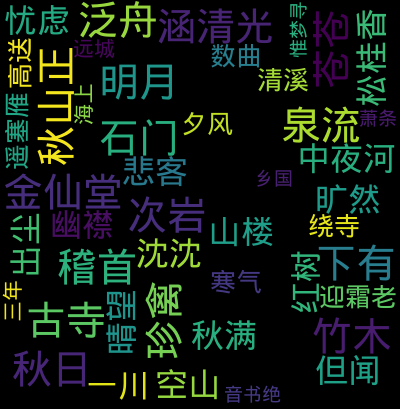 忧虑
泛舟
涵清光
惟梦寻
苍苍
松桂香
高送
远城
数曲
秋山正
明月
清溪
海上
遥塞雁
石门
夕风
泉流
萧条
中夜河
悲客
乡国
金仙堂
次岩
旷然
幽襟
山楼
绕寺
出尘
稽首
沈沈
下有
红树
寒气
迎霜老
三年
古寺
晴望
珍禽
秋满
竹木
秋日
一川
空山
音书绝
但闻